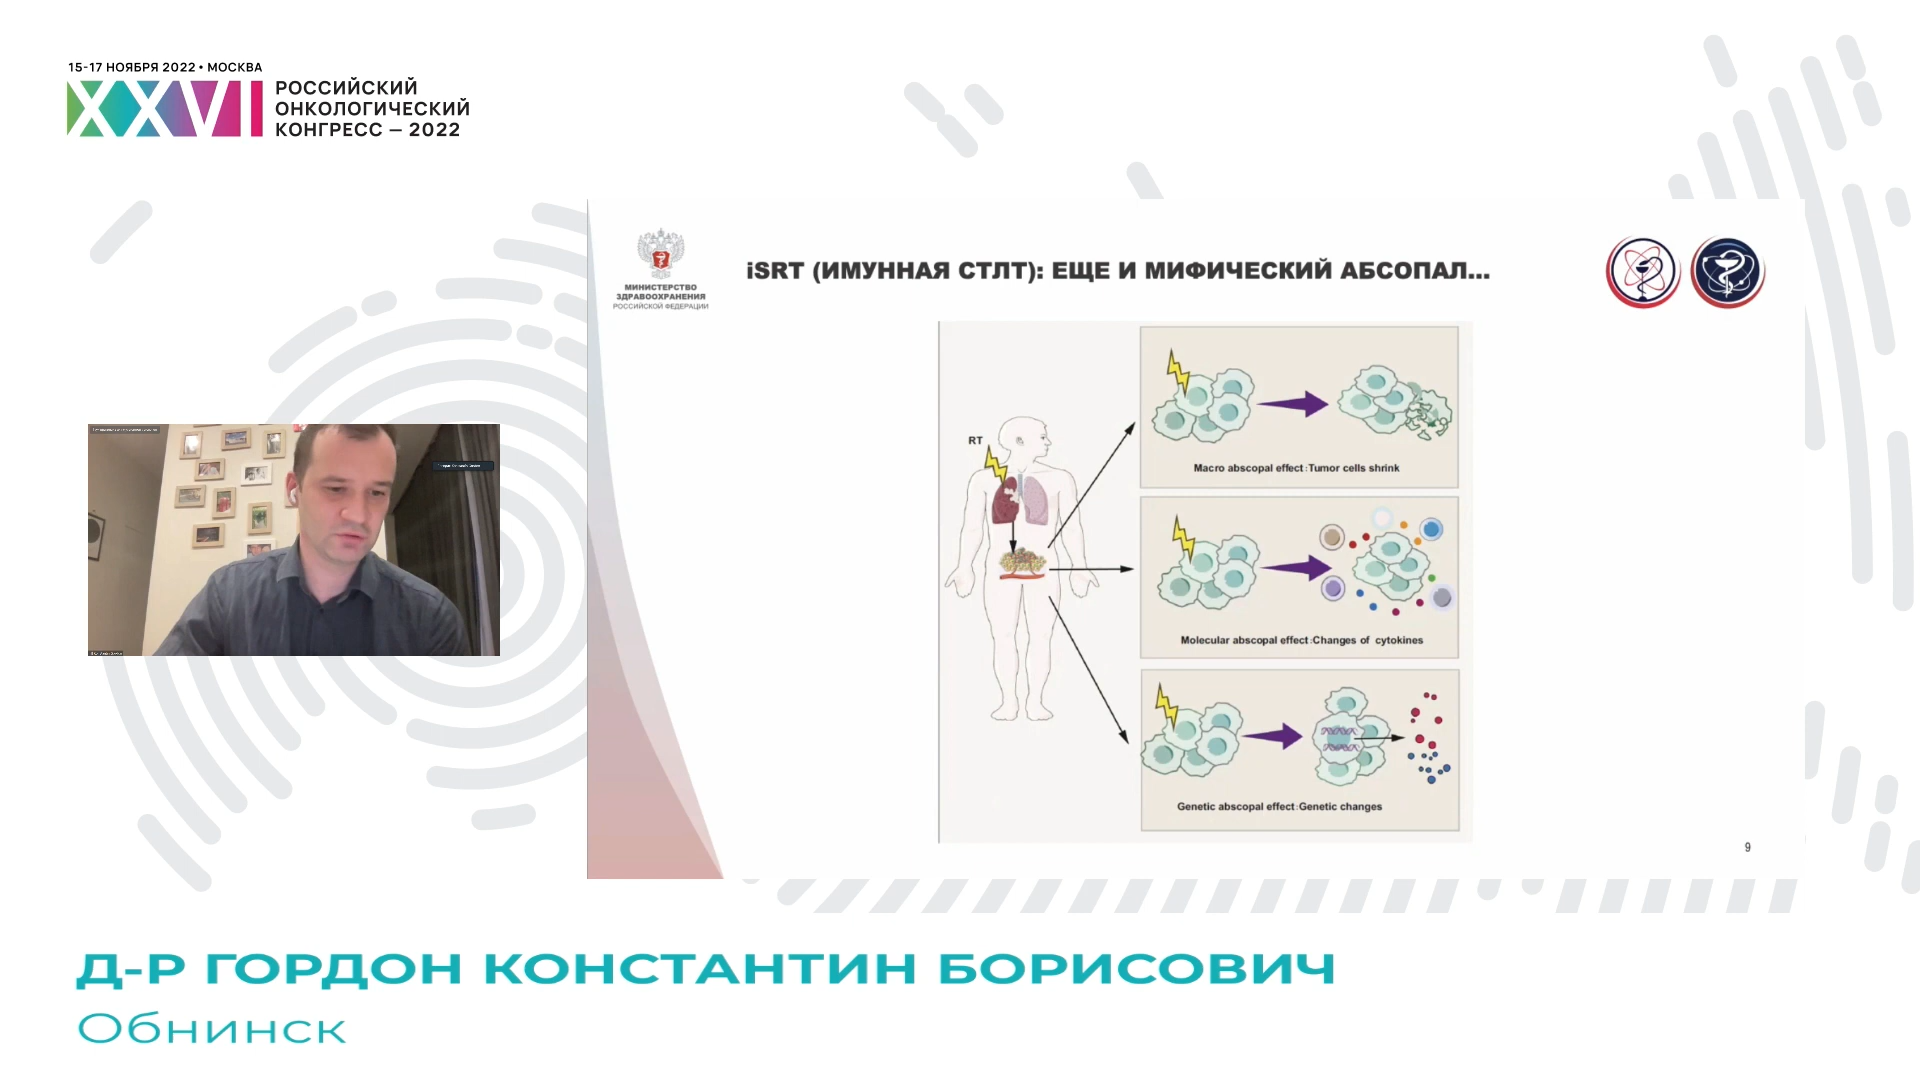 15-17 НОЯБРЯ 2022 • МОСКВА
XXVI
РОССИЙСКИЙ
ОНКОЛОГИЧЕСКИЙ
КОНГРЕСС – 2022
МИНИСТЕРСТВО
ЗДРАВООХРАНЕНИЯ
РОССИЙСКОЙ ФЕДЕРАЦИИ
iSRT (ИМУННАЯ СТЛТ): ЕЩЕ И МИФИЧЕСКИЙ АБСОПАЛ...
RT
Macro abscopal effect:Tumor cells shrink
Molecular abscopal effect:Changes of cytokines
Genetic abscopal effect:Genetic changes
9
Д-Р ГОРДОН КОНСТАНТИН БОРИСОВИЧ
Обнинск